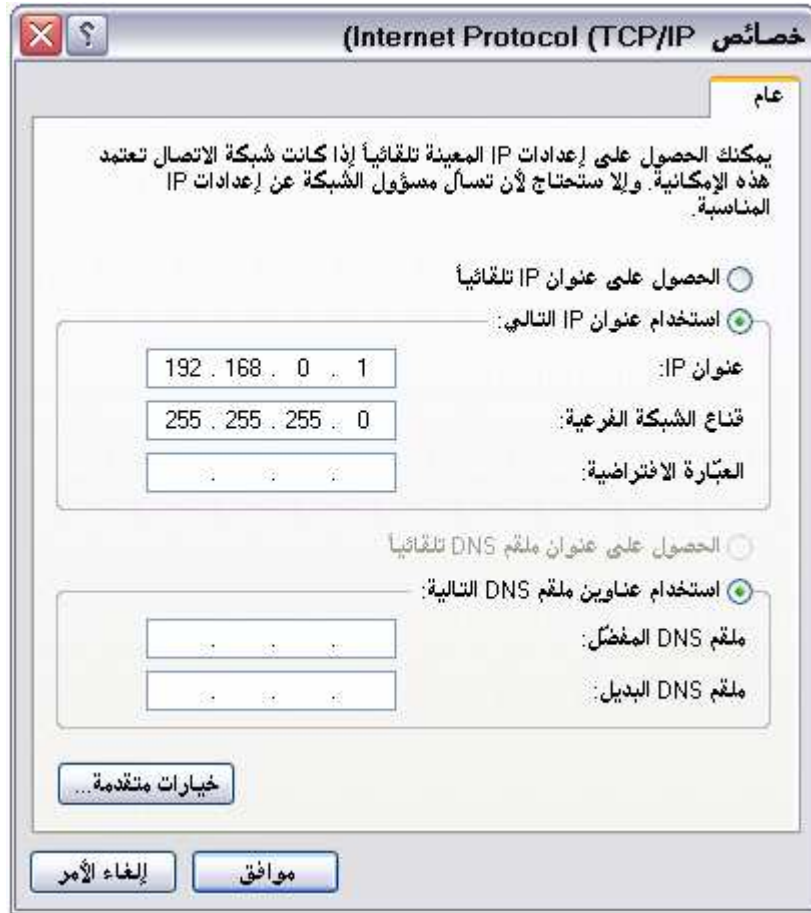 خصائص Internet Protocol (TCP/IP)
عام
يمكنك الحصول على إعدادات IP المعينة تلقائياً إذا كانت شبكة الاتصال تعتمد
هذه الإمكانية. وإلا ستحتاج لأن تسأل مسؤول الشبكة عن إعدادات IP
المناسبة.
الحصول على عنوان IP تلقائياً
استخدام عنوان IP التالي:
عنوان IP: 192 . 168 . 0 . 1
قناع الشبكة الفرعية: 255 . 255 . 255 . 0
العبّارة الافتراضية: . . .
الحصول على عنوان ملقم DNS تلقائياً
استخدام عناوين ملقم DNS التالية:
ملقم DNS المفضّل: . . .
ملقم DNS البديل: . . .
خيارات متقدمة...
موافق إلغاء الأمر